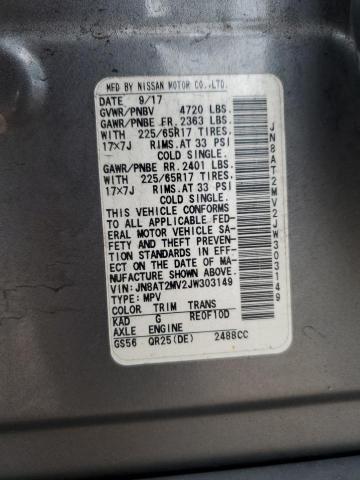 MFD BY NISSAN MOTOR CO.,LTD.
DATE 9/17
GVWR/PNBV 4720 LBS.
GAWR/PNBE FR.2363 LBS.
WITH 225/65R17 TIRES.
17×7J RIMS.AT 33 PSI
COLD SINGLE.
GAWR/PNBE RR.2401 LBS.
WITH 225/65R17 TIRES.
17×7J RIMS.AT 33 PSI
COLD SINGLE.
THIS VEHICLE CONFORMS
TO ALL APPLICABLE FED-
ERAL MOTOR VEHICLE SA-
FETY AND THEFT PREVEN-
TION STANDARDS IN EFF-
ECT ON THE DATE OF MA-
NUFACTURE SHOWN ABOVE.
VIN:JN8AT2MV2JW303149
TYPE:MPV
COLOR TRIM TRANS
KAD G RE0F10D
AXLE ENGINE
GS56 QR25(DE) 2488CC
JN8AT2MV2JW303149